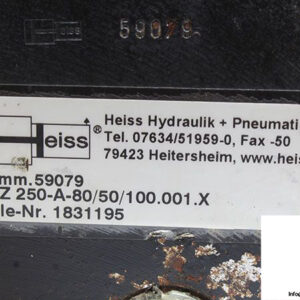 59079
Heiss Hydraulik + Pneumati
Tel. 07634/51959-0, Fax -50
79423 Heitersheim, www.heis
eiss®
mm.59079
Z 250-A-80/50/100.001.X
le-Nr. 1831195